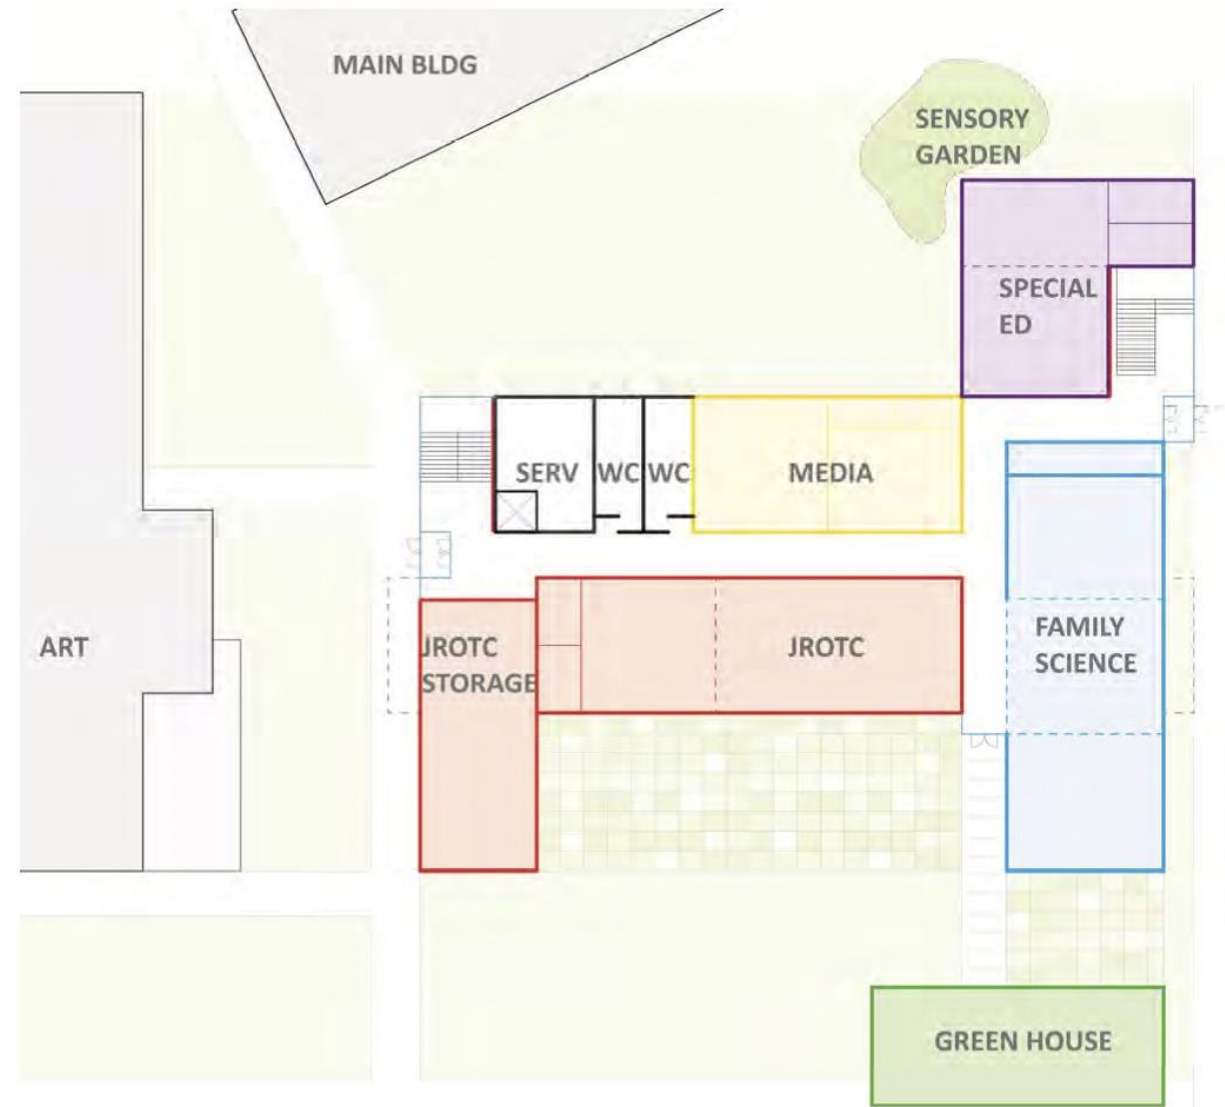 MAIN BLDG
SENSORY
GARDEN
SPECIAL
ED
SERV
WC
WC
MEDIA
ART
JROTC
STORAGE
JROTC
FAMILY
SCIENCE
GREEN HOUSE